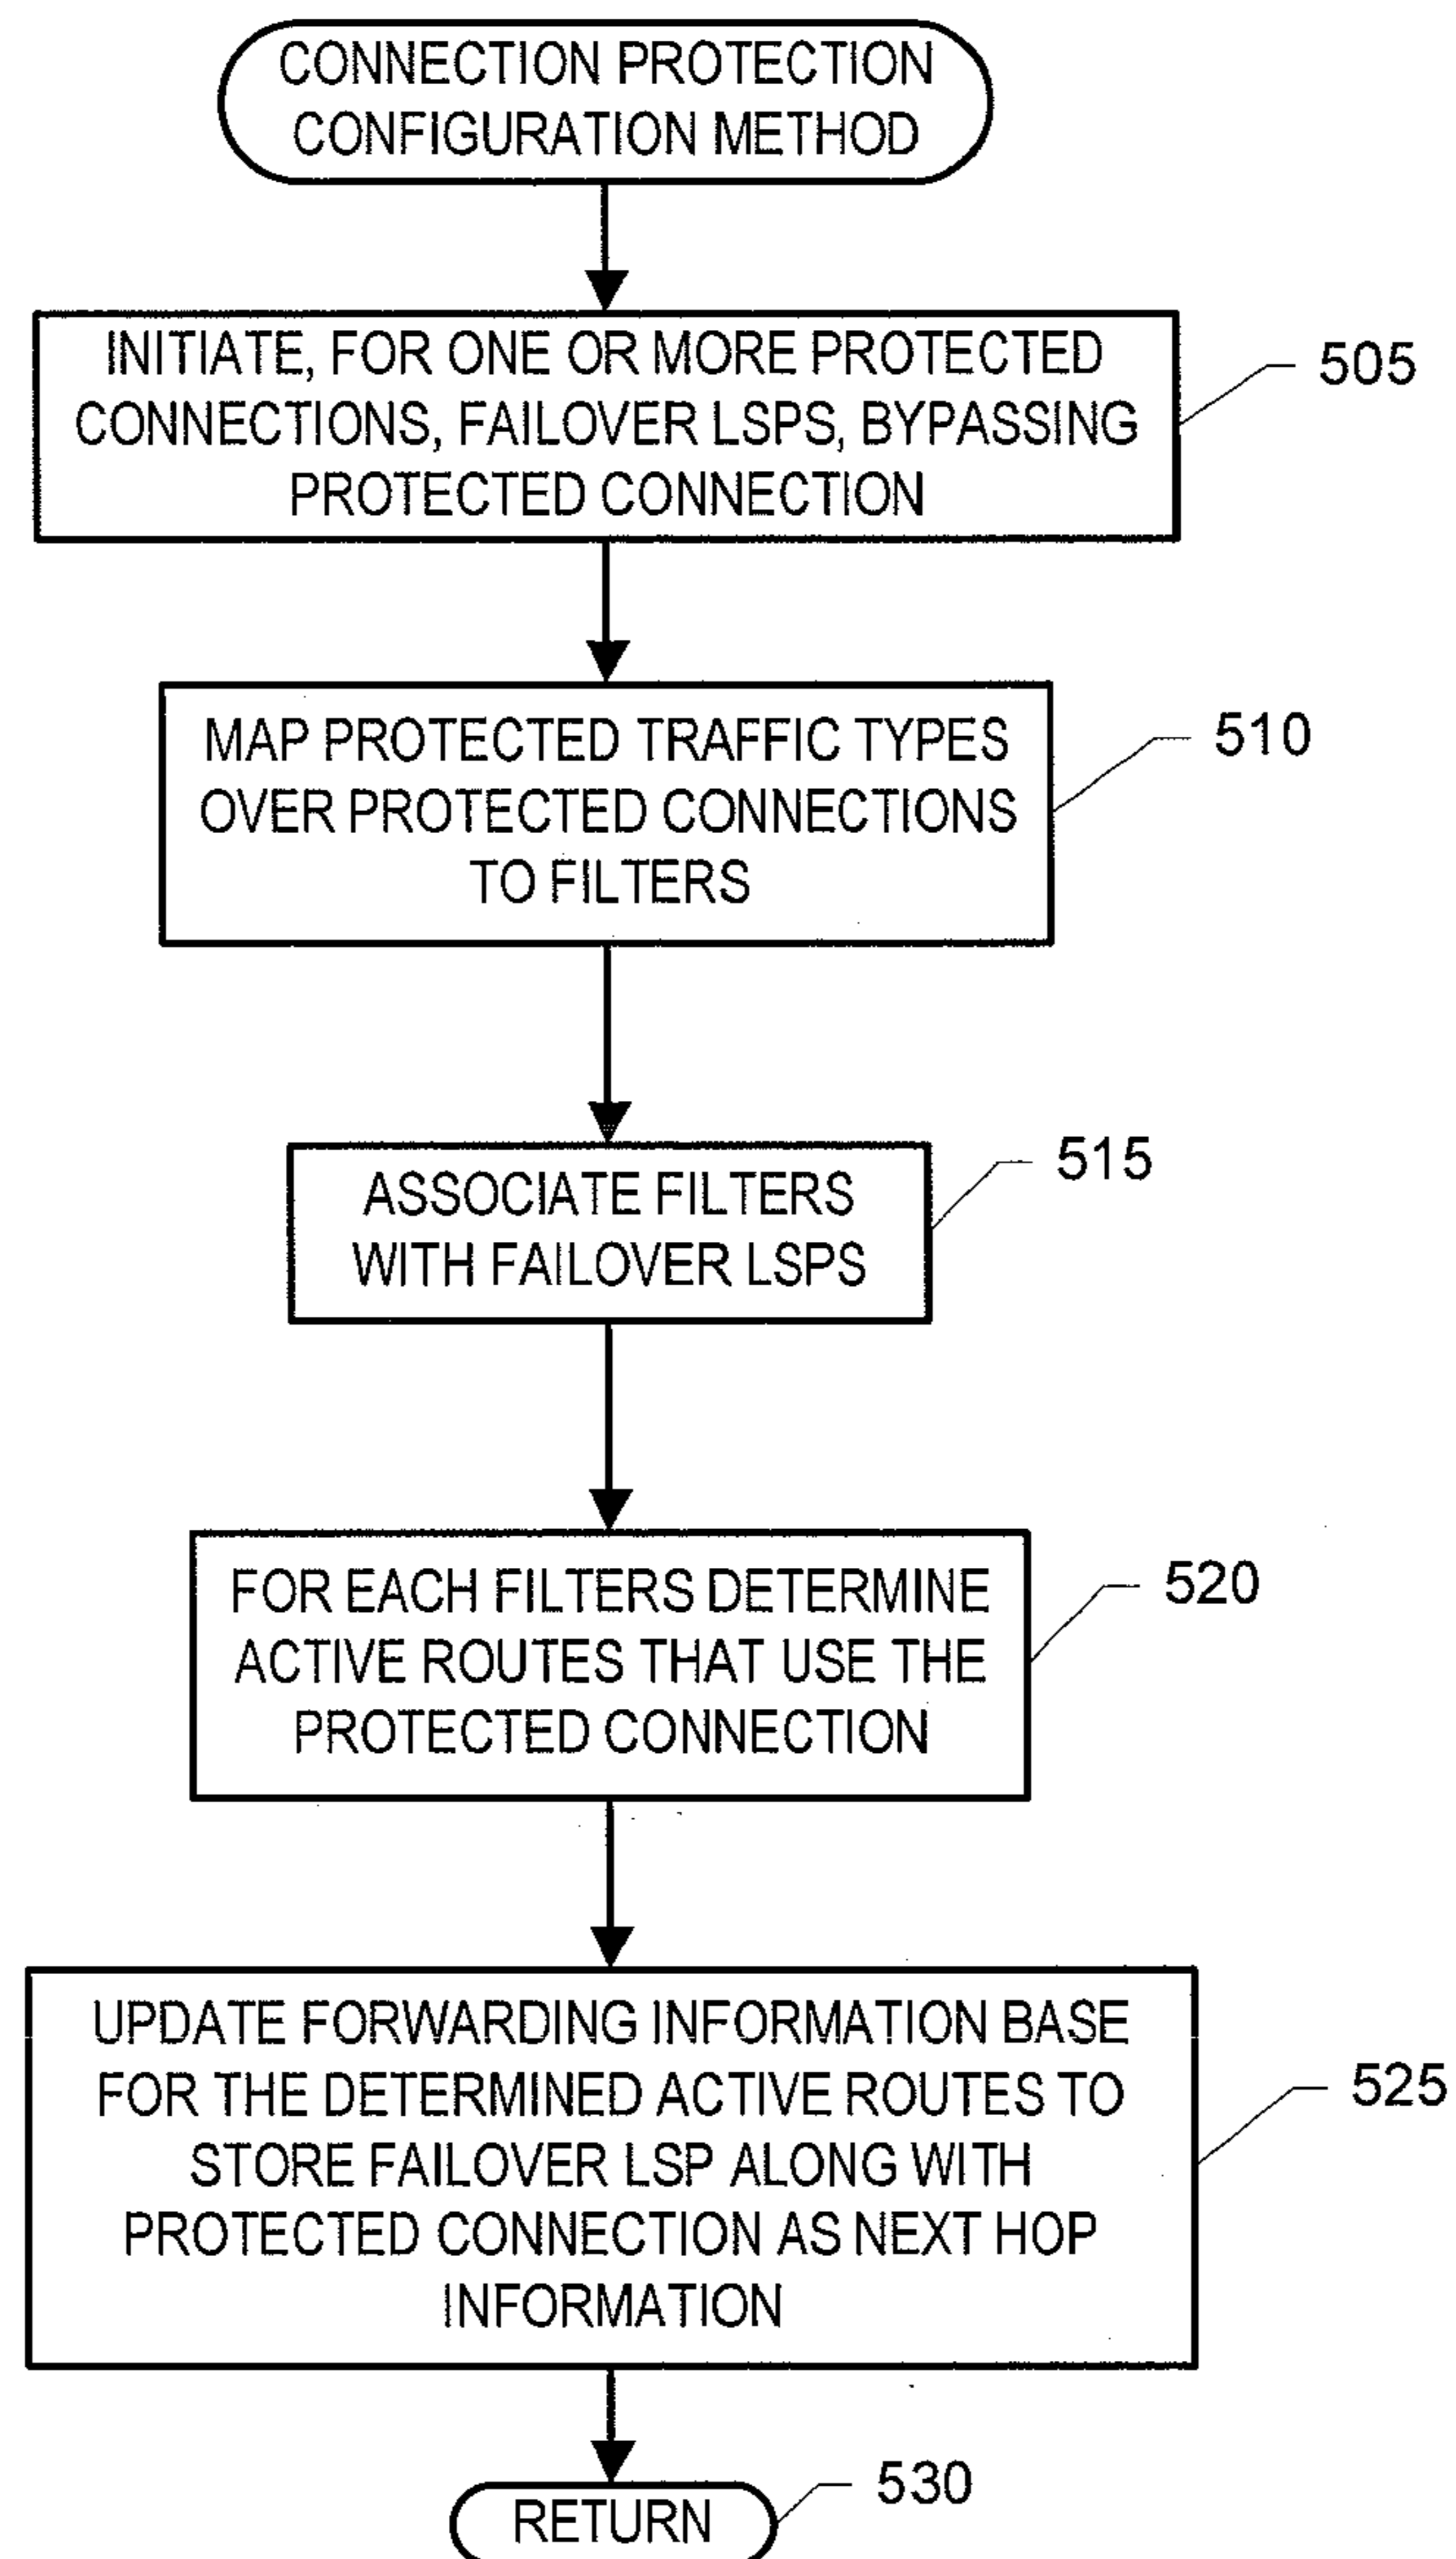 CONNECTION PROTECTION
CONFIGURATION METHOD
INITIATE, FOR ONE OR MORE PROTECTED
CONNECTIONS, FAILOVER LSPS, BYPASSING
PROTECTED CONNECTION
505
MAP PROTECTED TRAFFIC TYPES
OVER PROTECTED CONNECTIONS
TO FILTERS
510
ASSOCIATE FILTERS
WITH FAILOVER LSPS
515
FOR EACH FILTERS DETERMINE
ACTIVE ROUTES THAT USE THE
PROTECTED CONNECTION
520
UPDATE FORWARDING INFORMATION BASE
FOR THE DETERMINED ACTIVE ROUTES TO
STORE FAILOVER LSP ALONG WITH
PROTECTED CONNECTION AS NEXT HOP
INFORMATION
525
RETURN
530